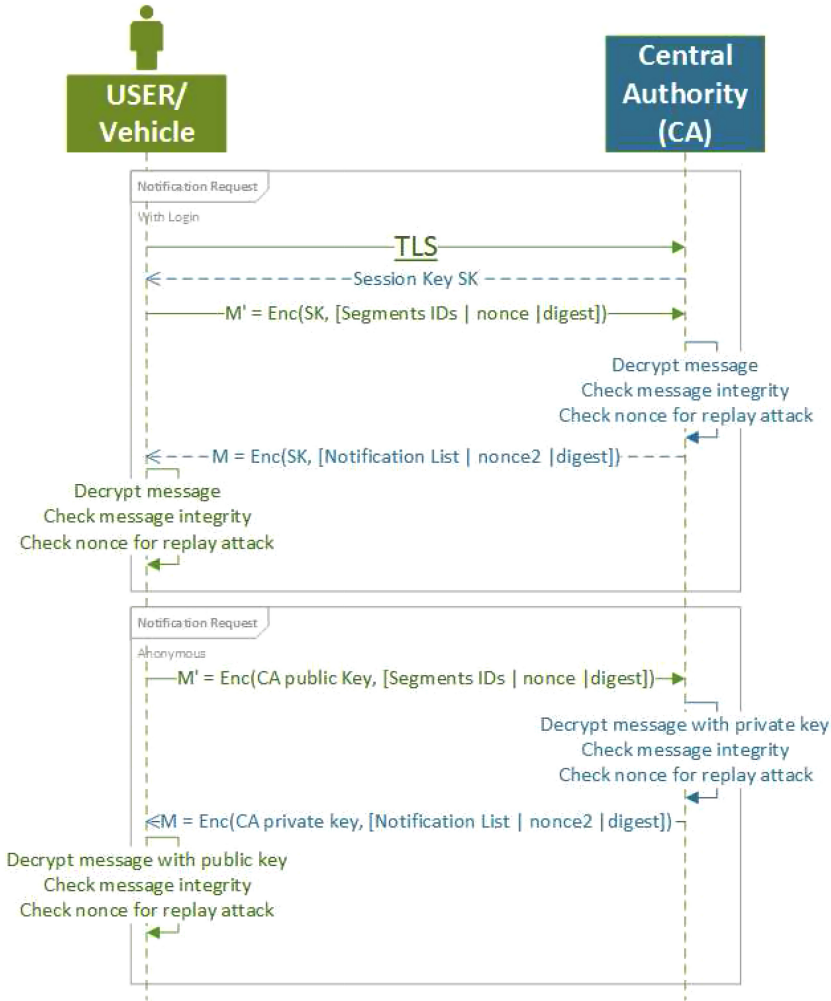 USER/
Vehicle
Central
Authority
(CA)
Notification Request
With Login
TLS
Session Key SK
M' = Enc(SK, [Segments IDs | nonce |digest])
Decrypt message
Check message integrity
Check nonce for replay attack
M = Enc(SK, [Notification List | nonce2 |digest])
Decrypt message
Check message integrity
Check nonce for replay attack
Notification Request
Anonymous
M' = Enc(CA public Key, [Segments IDs | nonce |digest])
Decrypt message with private key
Check message integrity
Check nonce for replay attack
M = Enc(CA private key, [Notification List | nonce2 |digest])
Decrypt message with public key
Check message integrity
Check nonce for replay attack